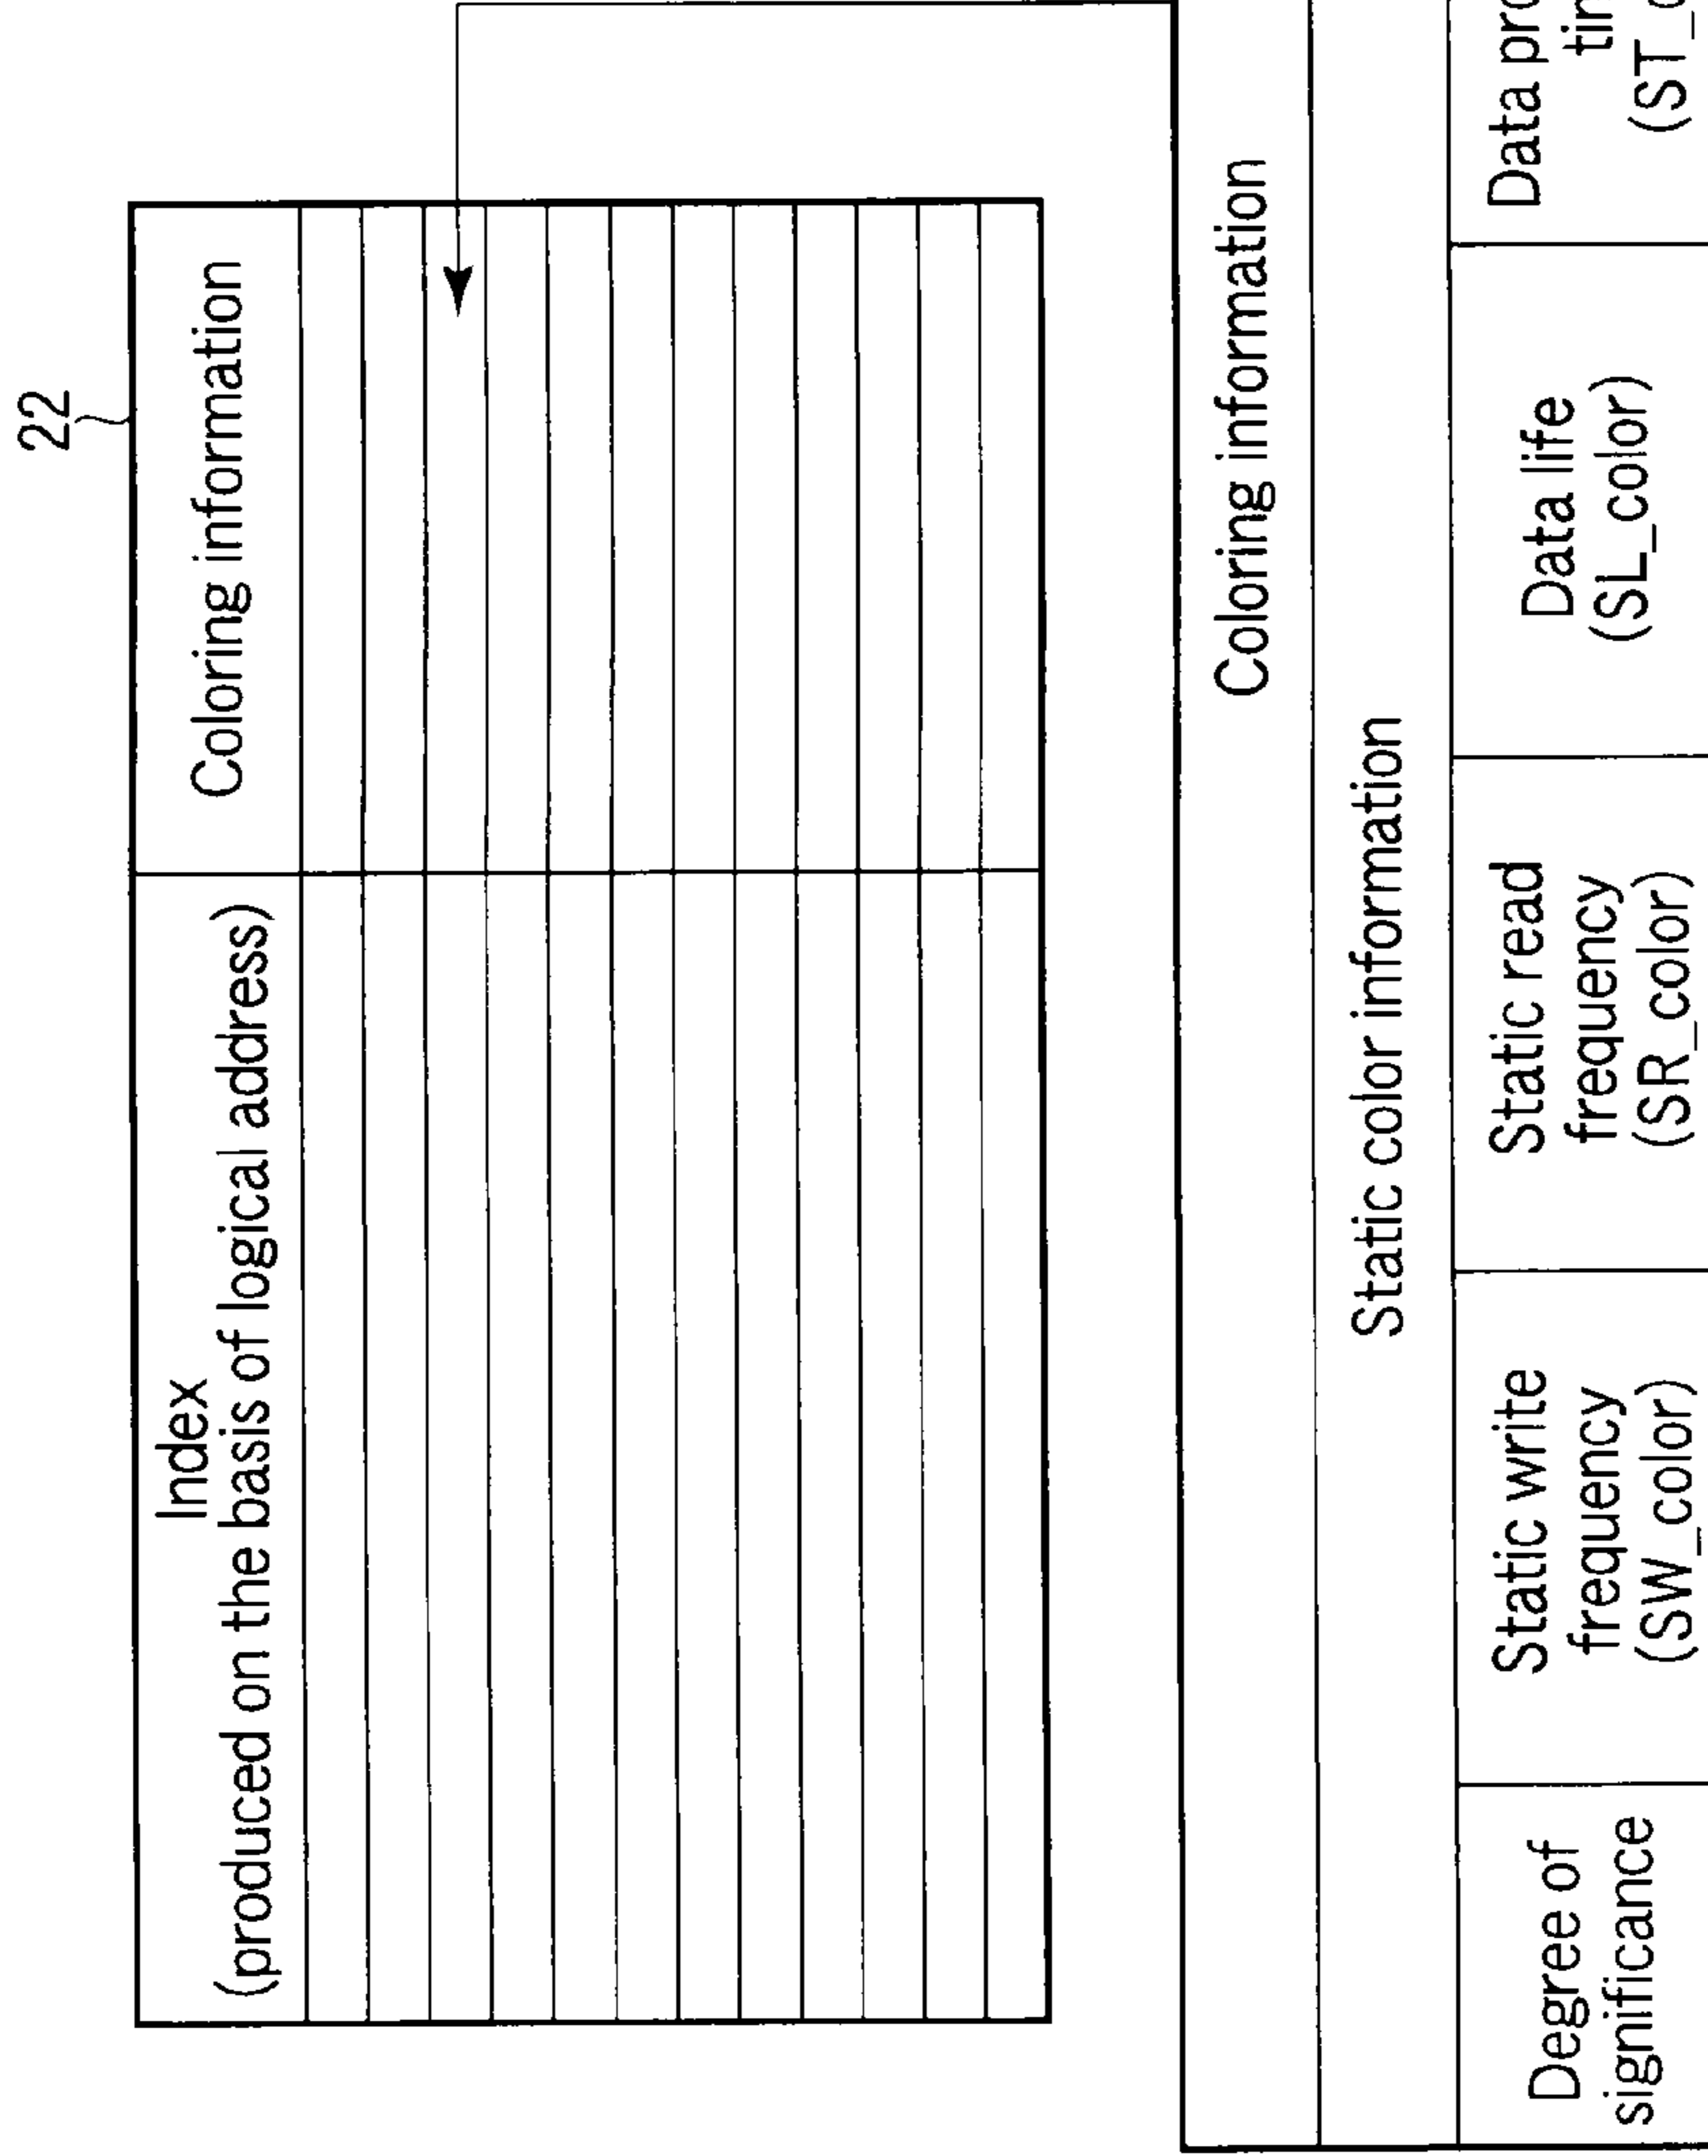 22
Index
(produced on the basis of logical address)
Coloring information
Coloring information
Static color information
Degree of
significance
Static write
frequency
(SW_color)
Static read
frequency
(SR_color)
Data life
(SL_color)
Data